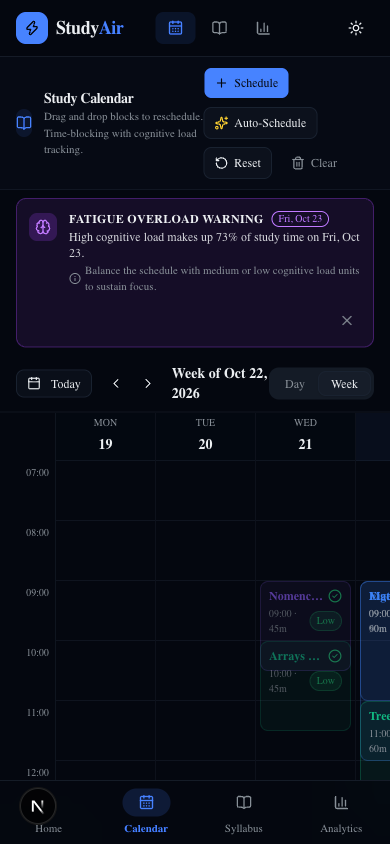 StudyAir
Study Calendar
Drag and drop blocks to reschedule.
Time-blocking with cognitive load
tracking.
Schedule
Auto-Schedule
Reset
Clear
FATIGUE OVERLOAD WARNING
Fri, Oct 23
High cognitive load makes up 73% of study time on Fri, Oct
23.
Balance the schedule with medium or low cognitive load units
to sustain focus.
Today
Week of Oct 22,
2026
Day
Week
MON
TUE
WED
19
20
21
07:00
08:00
09:00
Nomenc...
09:00 ·
45m
Low
09:00
60m
10:00
Arrays ...
10:00 ·
45m
Low
11:00
Tree
11:00
60m
12:00
N
Home
Calendar
Syllabus
Analytics